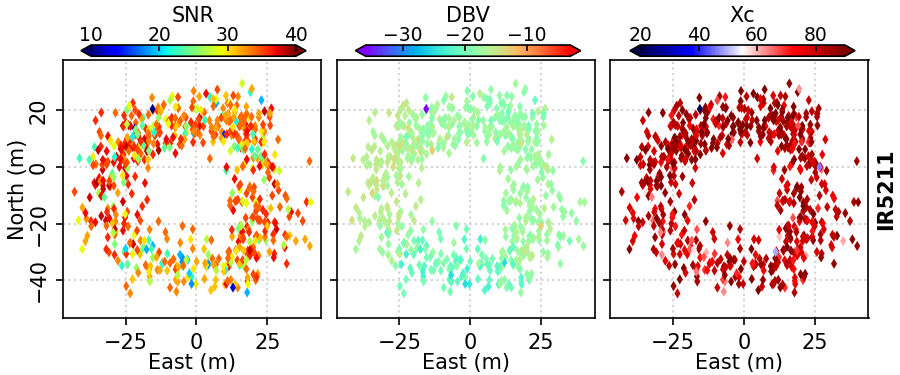 SNR DBV Xc
10 20 30 40 −30 −20 −10 20 40 60 80
North (m)
20
0
−20
−40
−25 0 25 −25 0 25 −25 0 25
East (m) East (m) East (m)
IR5211